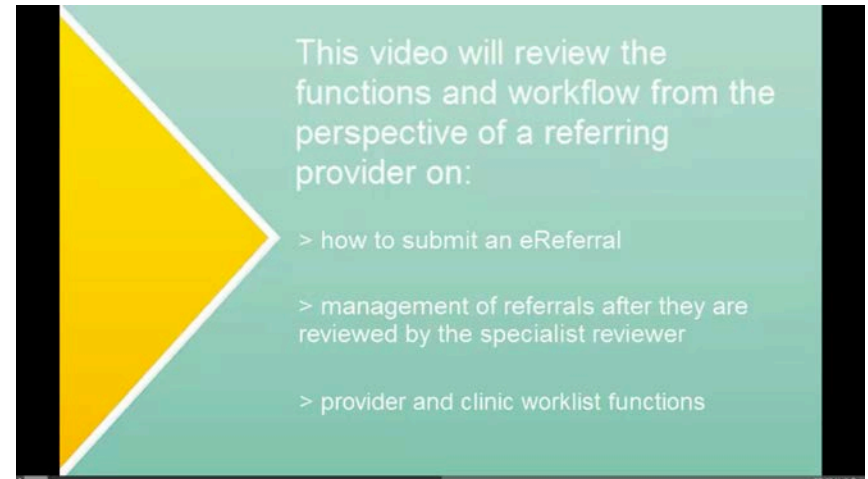 This video will review the
functions and workflow from the
perspective of a referring
provider on:
> how to submit an eReferral
> management of referrals after they are
reviewed by the specialist reviewer
> provider and clinic worklist functions